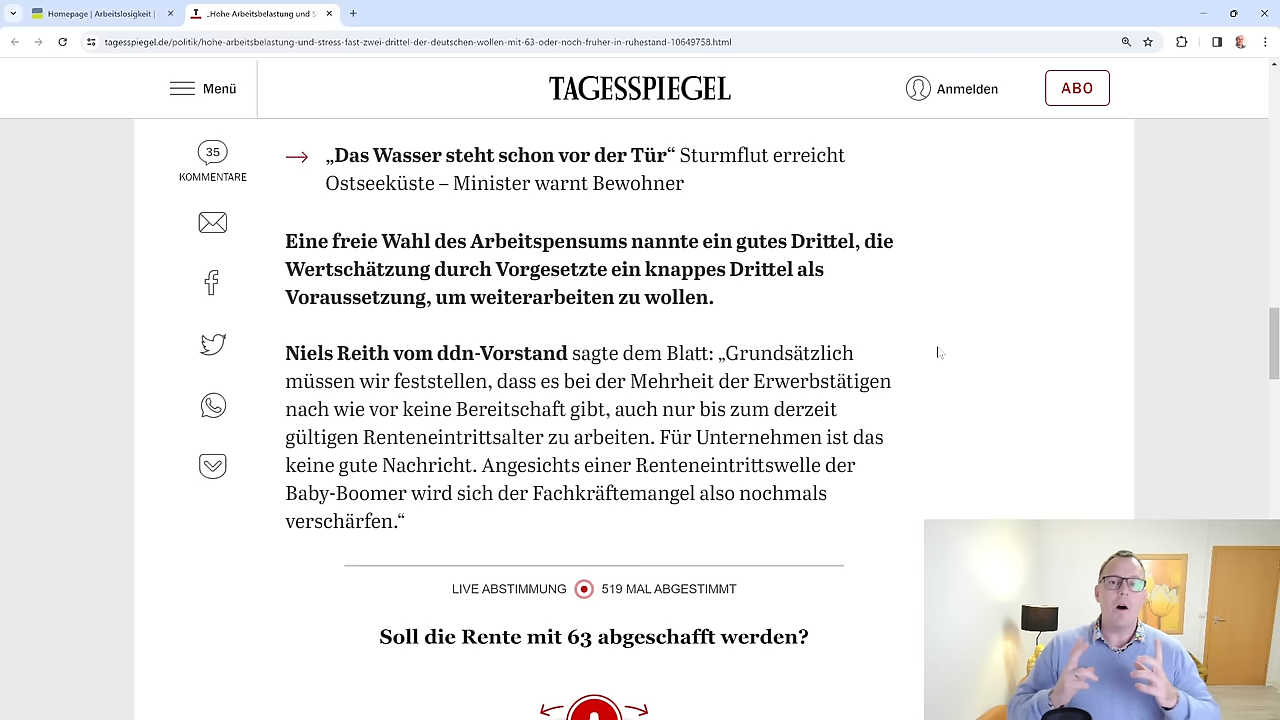 Homepage | Arbeitslosigkeit |
„Hohe Arbeitsbelastung und S
tagesspiegel.de/politik/hohe-arbeitsbelastung-und-stress-fast-zwei-drittel-der-deutschen-wollen-mit-63-oder-noch-fruher-in-ruhestand-10649758.html
Menü
TAGESSPIEGEL
Anmelden
ABO
35
KOMMENTARE
„Das Wasser steht schon vor der Tür“ Sturmflut erreicht
Ostseeküste – Minister warnt Bewohner
Eine freie Wahl des Arbeitspensums nannte ein gutes Drittel, die
Wertschätzung durch Vorgesetzte ein knappes Drittel als
Voraussetzung, um weiterarbeiten zu wollen.
Niels Reith vom ddn-Vorstand sagte dem Blatt: „Grundsätzlich
müssen wir feststellen, dass es bei der Mehrheit der Erwerbstätigen
nach wie vor keine Bereitschaft gibt, auch nur bis zum derzeit
gültigen Renteneintrittsalter zu arbeiten. Für Unternehmen ist das
keine gute Nachricht. Angesichts einer Renteneintrittswelle der
Baby-Boomer wird sich der Fachkräftemangel also nochmals
verschärfen.“
LIVE ABSTIMMUNG 519 MAL ABGESTIMMT
Soll die Rente mit 63 abgeschafft werden?